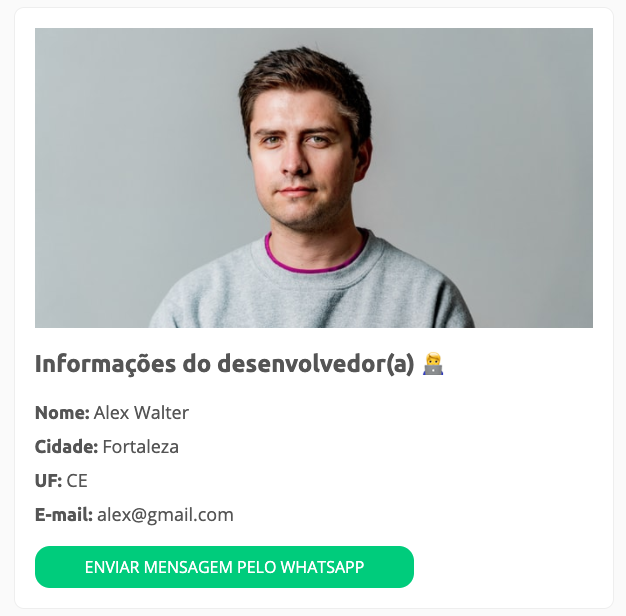 Informações do desenvolvedor(a) 👨‍💻
Nome: Alex Walter
Cidade: Fortaleza
UF: CE
E-mail: alex@gmail.com
ENVIAR MENSAGEM PELO WHATSAPP